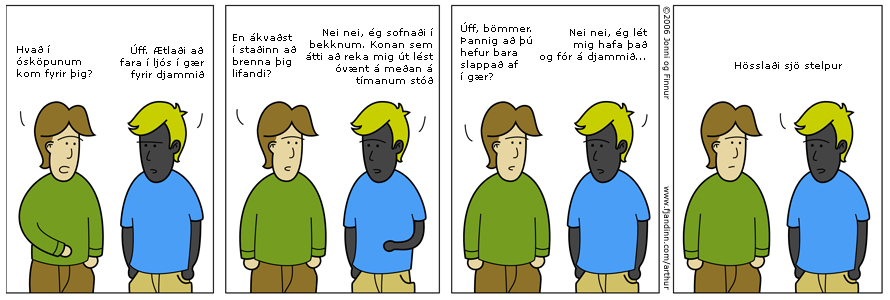 Hvað í
ósköpunum
kom fyrir þig?
Úff. Ætlaði að
fara í ljós í gær
fyrir djammið
En ákvaðst
í staðinn að
brenna þig
lifandi?
Nei nei, ég sofnaði í
bekknum. Konan sem
átti að reka mig út lést
óvænt á meðan á
tímanum stóð
Úff, bömmer.
Þannig að þú
hefur bara
slappað af
í gær?
Nei nei, ég lét
mig hafa það
og fór á djammið...
©2006 Jonni og Finnur
www.fjandinn.com/arthur
Hösslaði sjö stelpur